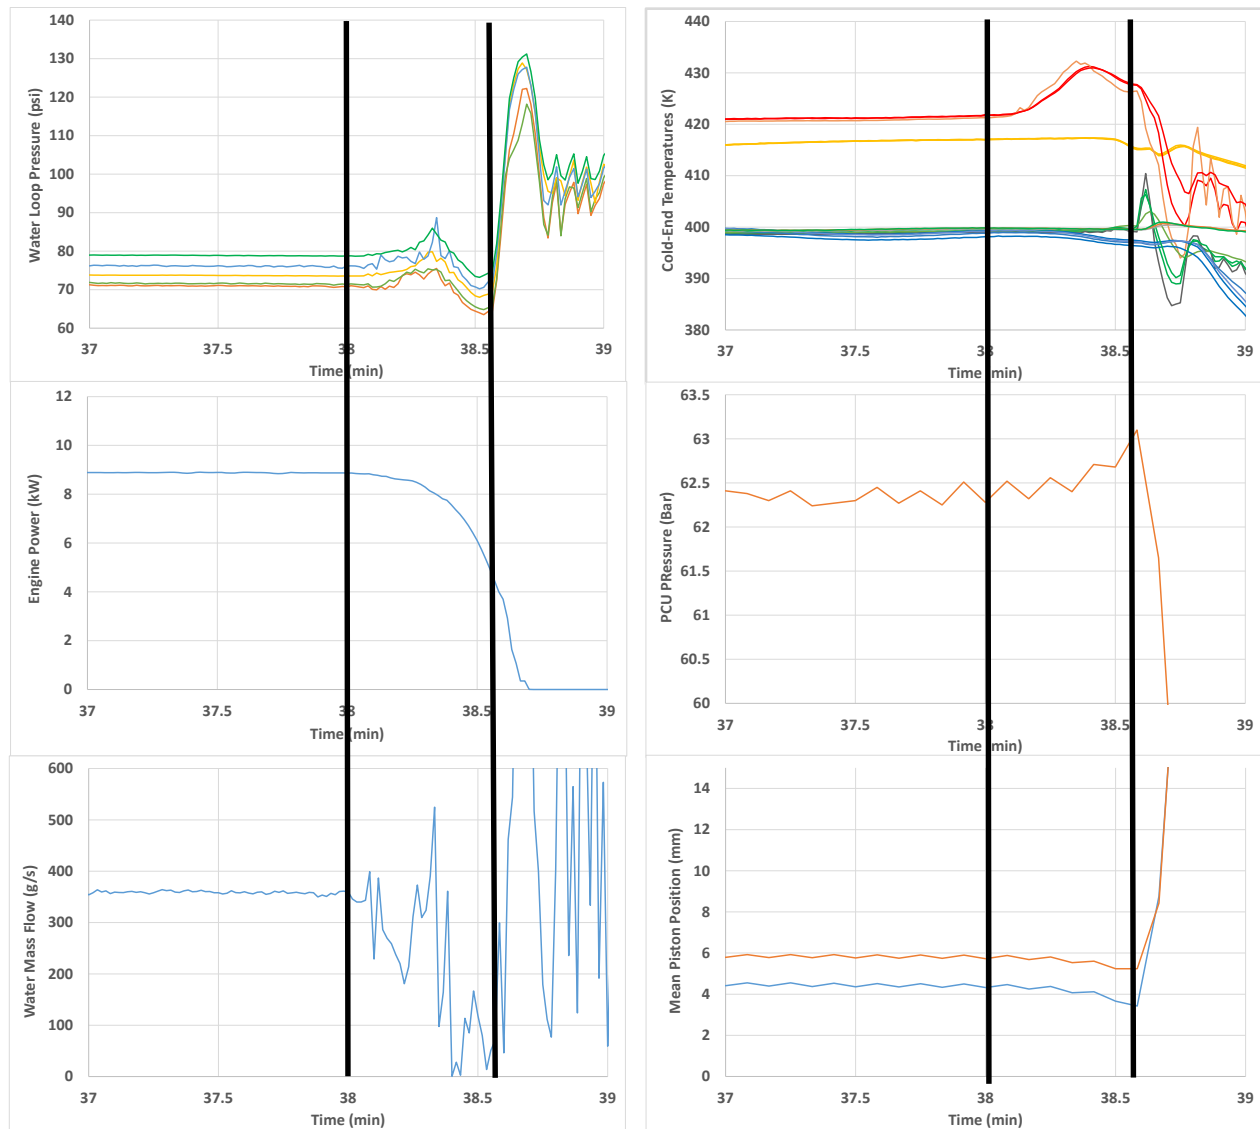 Water Loop Pressure (psi)
140
130
120
110
100
90
80
70
60
37 37.5 38 38.5 39
Time (min)
Cold-End Temperatures (K)
440
430
420
410
400
390
380
37 37.5 38 38.5 39
Time (min)
Engine Power (kW)
12
10
8
6
4
2
0
37 37.5 38 38.5 39
Time (min)
PCU PRessure (Bar)
63.5
63
62.5
62
61.5
61
60.5
60
37 37.5 38 38.5 39
Time (min)
Water Mass Flow (g/s)
600
500
400
300
200
100
0
37 37.5 38 38.5 39
Time (min)
Mean Piston Position (mm)
14
12
10
8
6
4
2
0
37 37.5 38 38.5 39
Time (min)